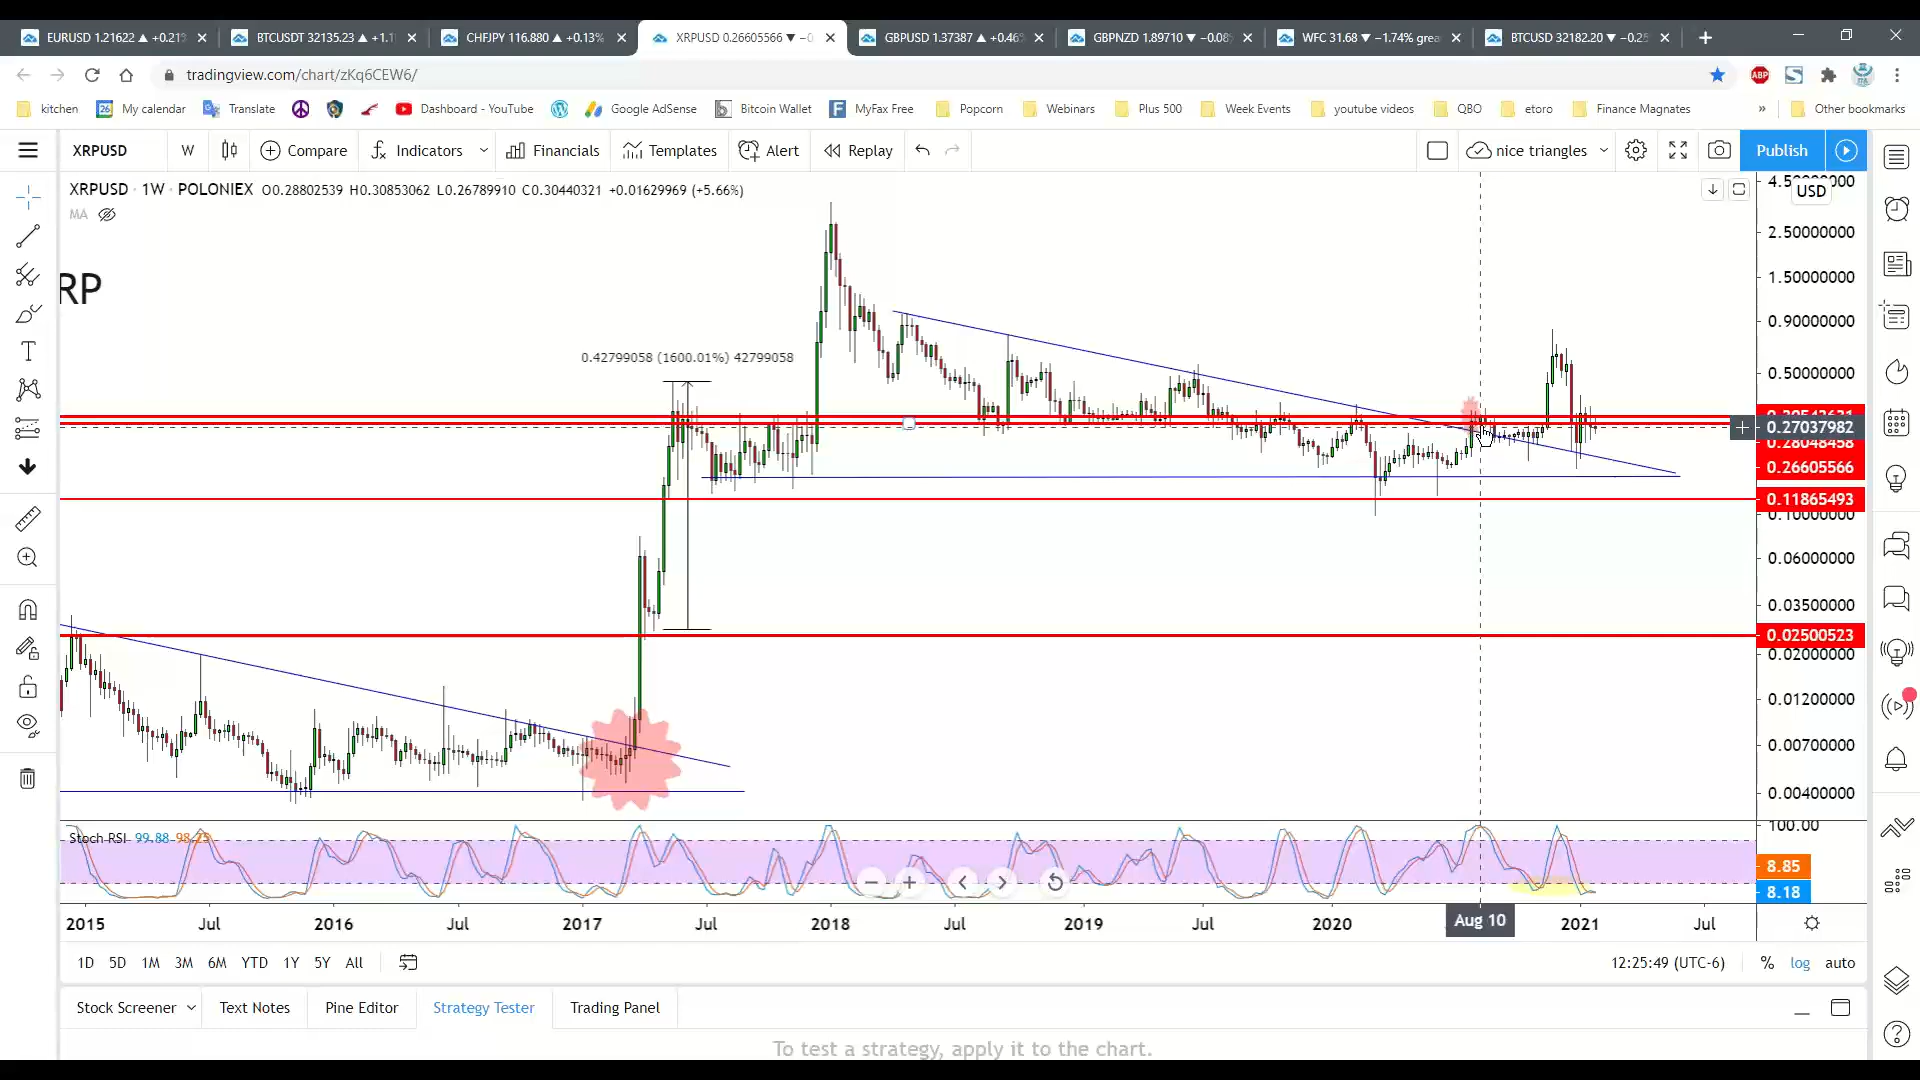 EURUSD 1.21622 ▲ +0.21%
BTCUSDT 32135.23 ▲ +1.1
CHFJPY 116.880 ▲ +0.13%
XRPUSD 0.26605566 ▼ −0
GBPUSD 1.37387 ▲ +0.46
GBPNZD 1.89710 ▼ −0.08
WFC 31.68 ▼ −1.74% grea
BTCUSD 32182.20 ▼ −0.2
tradingview.com/chart/zKq6CEW6/
ABP
kitchen
26
My calendar
Translate
Dashboard - YouTube
Google AdSense
Bitcoin Wallet
MyFax Free
Popcorn
Webinars
Plus 500
Week Events
youtube videos
QBO
etoro
Finance Magnates
»
Other bookmarks
XRPUSD
W
Compare
Indicators
Financials
Templates
Alert
Replay
nice triangles
Publish
XRPUSD · 1W · POLONIEX O0.28802539 H0.30853062 L0.26789910 C0.30440321 +0.01629969 (+5.66%)
MA
RP
0.42799058 (1600.01%) 42799058
USD
2.50000000
1.50000000
0.90000000
0.50000000
0.27037982
0.28048458
0.26605566
0.11865493
0.10000000
0.06000000
0.03500000
0.02500523
0.02000000
0.01200000
0.00700000
0.00400000
Stoch RSI 99.88 98.25
100.00
8.85
8.18
2015
Jul
2016
Jul
2017
Jul
2018
Jul
2019
Jul
2020
Aug 10
2021
Jul
1D
5D
1M
3M
6M
YTD
1Y
5Y
All
12:25:49 (UTC-6)
%
log
auto
Stock Screener
Text Notes
Pine Editor
Strategy Tester
Trading Panel
To test a strategy, apply it to the chart.